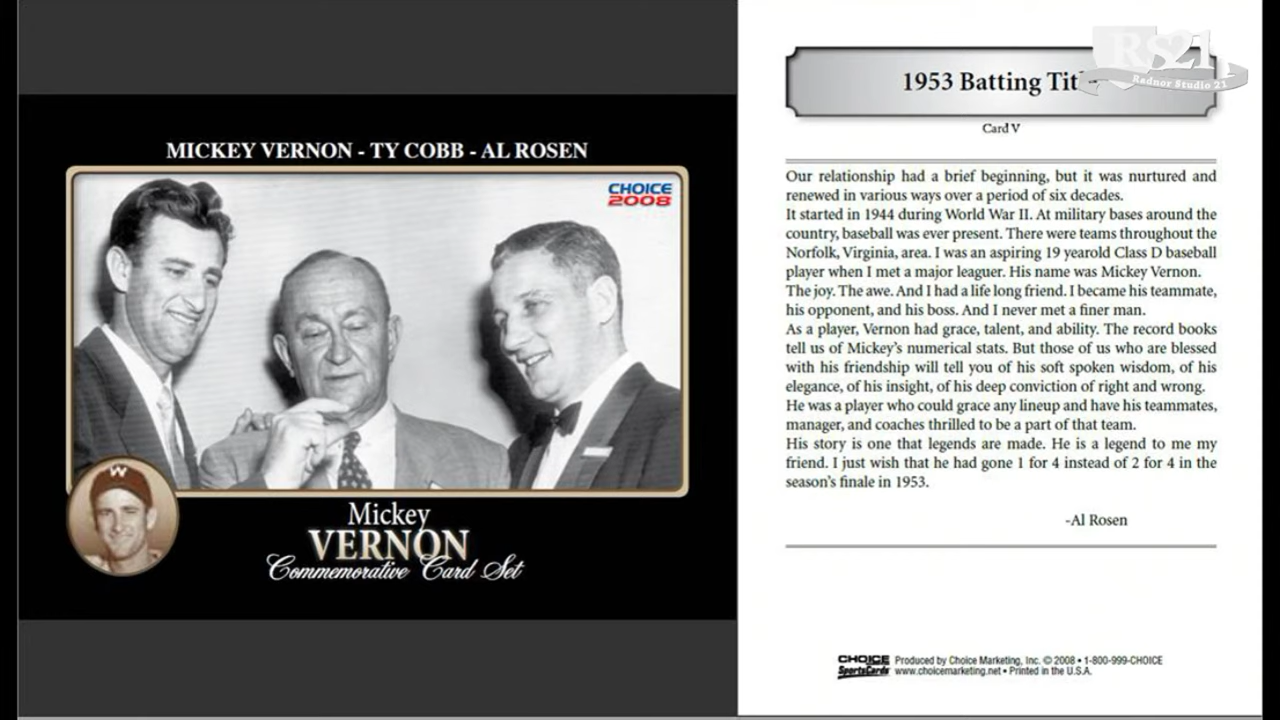 MICKEY VERNON - TY COBB - AL ROSEN
CHOICE
2008
W
Mickey
VERNON
Commemorative Card Set
RS21
Radnor Studio 21
1953 Batting
Card V
Our relationship had a brief beginning, but it was nurtured and
renewed in various ways over a period of six decades.
It started in 1944 during World War II. At military bases around the
country, baseball was ever present. There were teams throughout the
Norfolk, Virginia, area. I was an aspiring 19 yearold Class D baseball
player when I met a major leaguer. His name was Mickey Vernon.
The joy. The awe. And I had a life long friend. I became his teammate,
his opponent, and his boss. And I never met a finer man.
As a player, Vernon had grace, talent, and ability. The record books
tell us of Mickey's numerical stats. But those of us who are blessed
with his friendship will tell you of his soft spoken wisdom, of his
elegance, of his insight, of his deep conviction of right and wrong.
He was a player who could grace any lineup and have his teammates,
manager, and coaches thrilled to be a part of that team.
His story is one that legends are made. He is a legend to me my
friend. I just wish that he had gone 1 for 4 instead of 2 for 4 in the
season's finale in 1953.
-Al Rosen
CHOICE
SportsCards
Produced by Choice Marketing, Inc. © 2008 • 1-800-999-CHOICE
www.choicemarketing.net • Printed in the U.S.A.